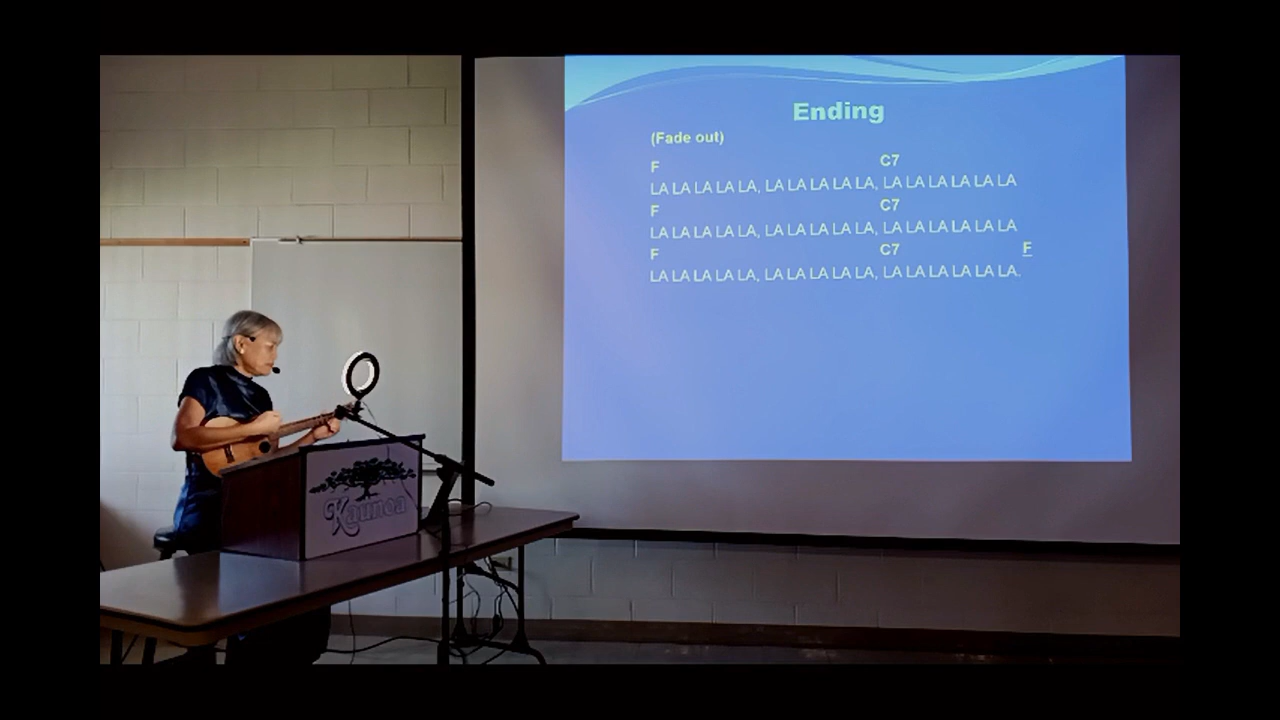 Ending
(Fade out)
F C7
LA LA LA LA LA, LA LA LA LA LA, LA LA LA LA LA LA
F C7
LA LA LA LA LA, LA LA LA LA LA, LA LA LA LA LA LA
F C7 F
LA LA LA LA LA, LA LA LA LA LA, LA LA LA LA LA LA.
Kaunoa